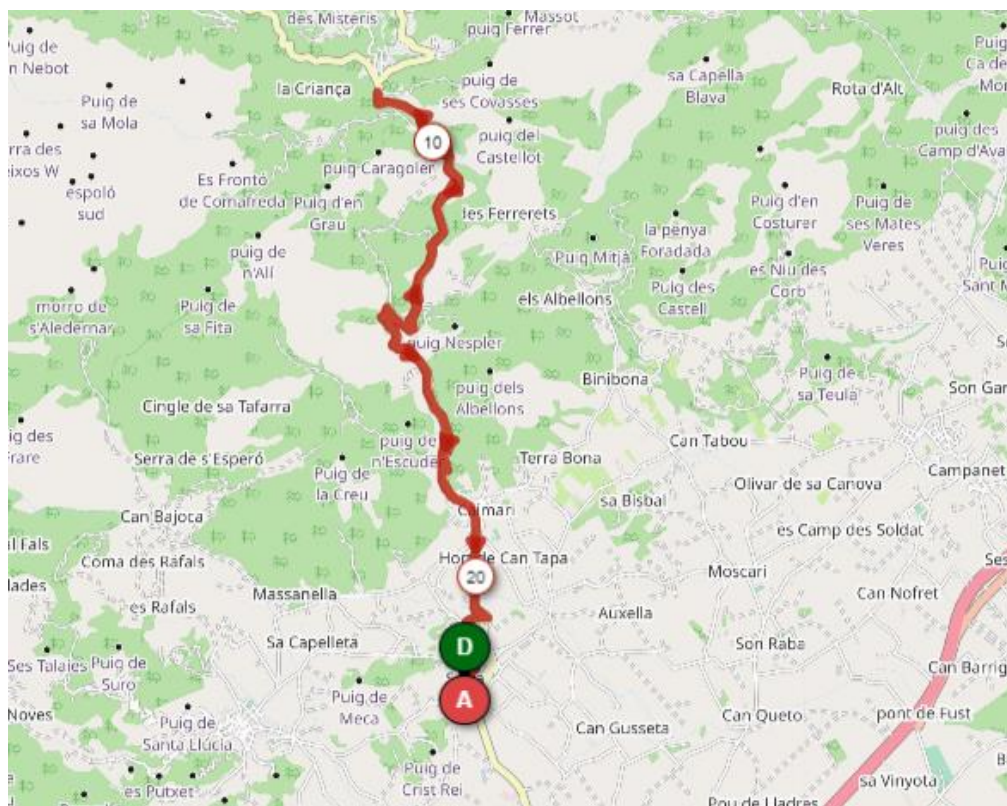 des Misteris
puig Ferrer
Massot
Puig de
n Nebot
Puig
Ca de
Mor
la Criança
puig de
ses Covasses
sa Capella
Blava
Rota d'Alt
Puig de
sa Mola
10
puig del
Castellot
puig des
Camp d'Ava
rra des
eixos W
puig Caragoler
espoló
sud
Es Frontó
de Comafreda
Puig d'en
Grau
les Ferrerets
Puig d'en
Costurer
Puig de
ses Mates
Veres
la penya
Foradada
puig de
n'Alí
Puig Mitjà
Puig des
Castell
es Niu des
Corb
Puig
Sant M
morro de
s'Aledernar
Puig de
sa Fita
els Albellons
puig Nespler
Binibona
Puig de
sa Teula
Son Gar
puig dels
Albellons
Cingle de sa Tafarra
ig des
Frare
puig de
n'Escuder
Can Tabou
Serra de s'Esperó
Puig de
la Creu
Terra Bona
Campanet
Olivar de sa Canova
sa Bisbal
Can Bajoca
Caimari
es Camp des Soldat
al Fals
Coma des Rafals
Hort de Can Tapa
Ses
lades
20
Moscari
Massanella
Can Nofret
es Rafals
Auxella
Sa Capelleta
D
Son Raba
Ses Talaies
Puig de
Suro
Can Barrig
Puig de
Meca
A
Noves
Puig de
Santa Llúcia
Can Gusseta
Can Queto
pont de Fust
Puig de
Crist Rei
es Putxet
sa Vinyota
Pou de Lladres